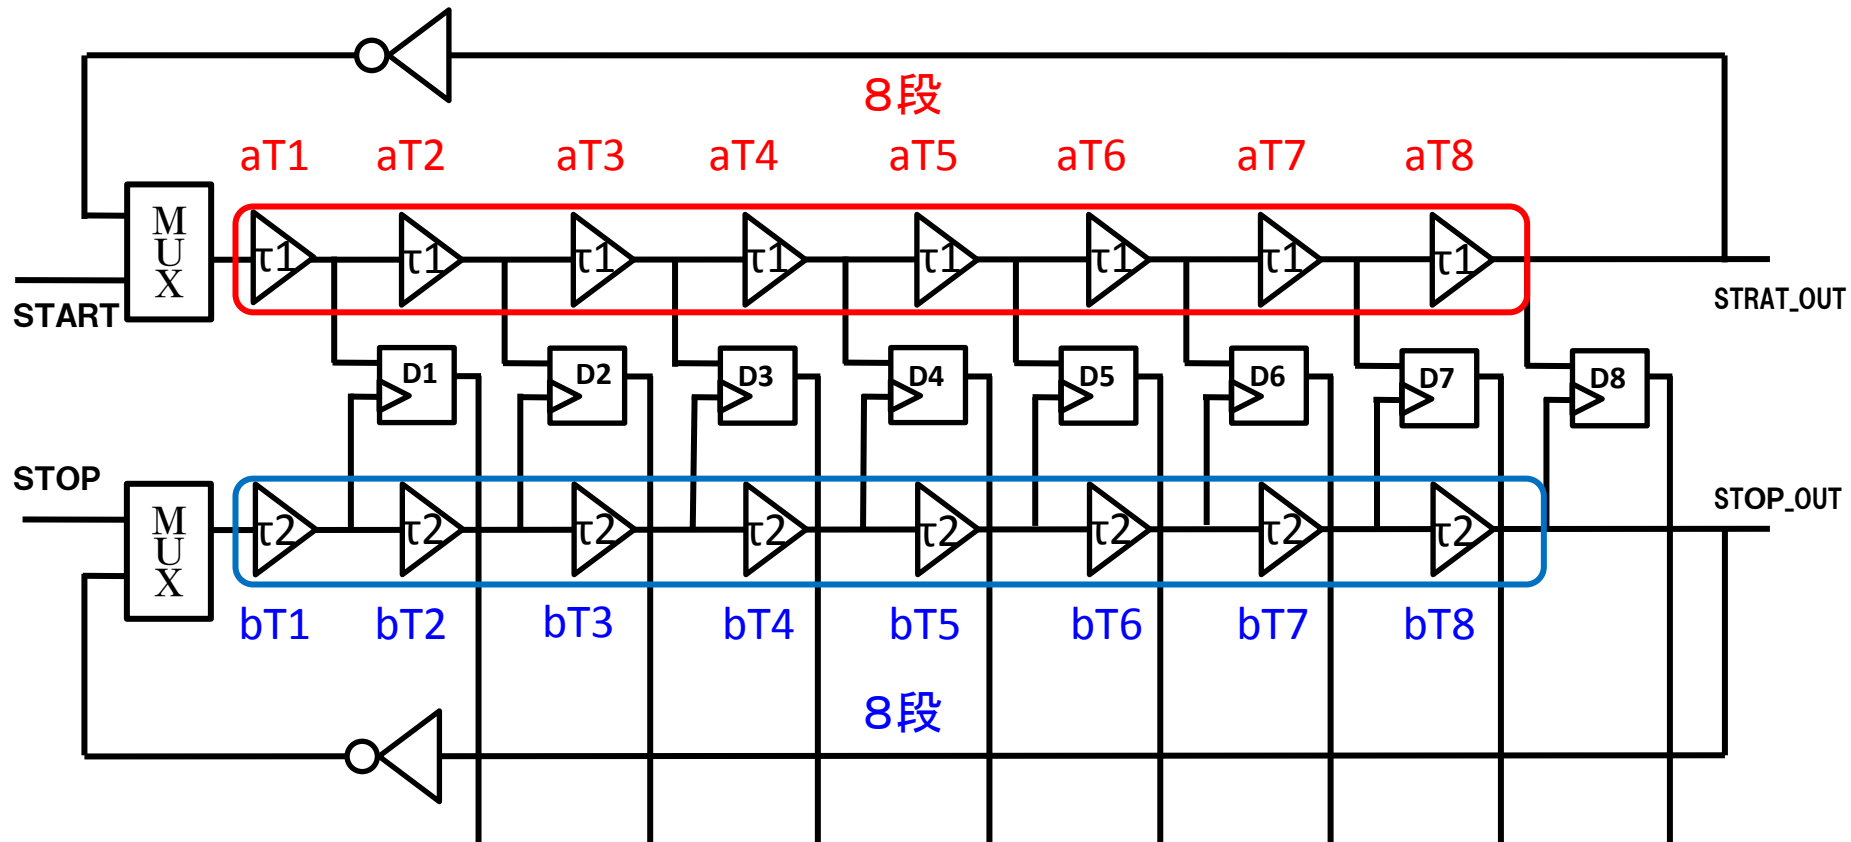 8段
aT1 aT2 aT3 aT4 aT5 aT6 aT7 aT8
MUX
τ1 τ1 τ1 τ1 τ1 τ1 τ1 τ1
START
STRAT_OUT
D1 D2 D3 D4 D5 D6 D7 D8
STOP
STOP_OUT
MUX
τ2 τ2 τ2 τ2 τ2 τ2 τ2 τ2
bT1 bT2 bT3 bT4 bT5 bT6 bT7 bT8
8段